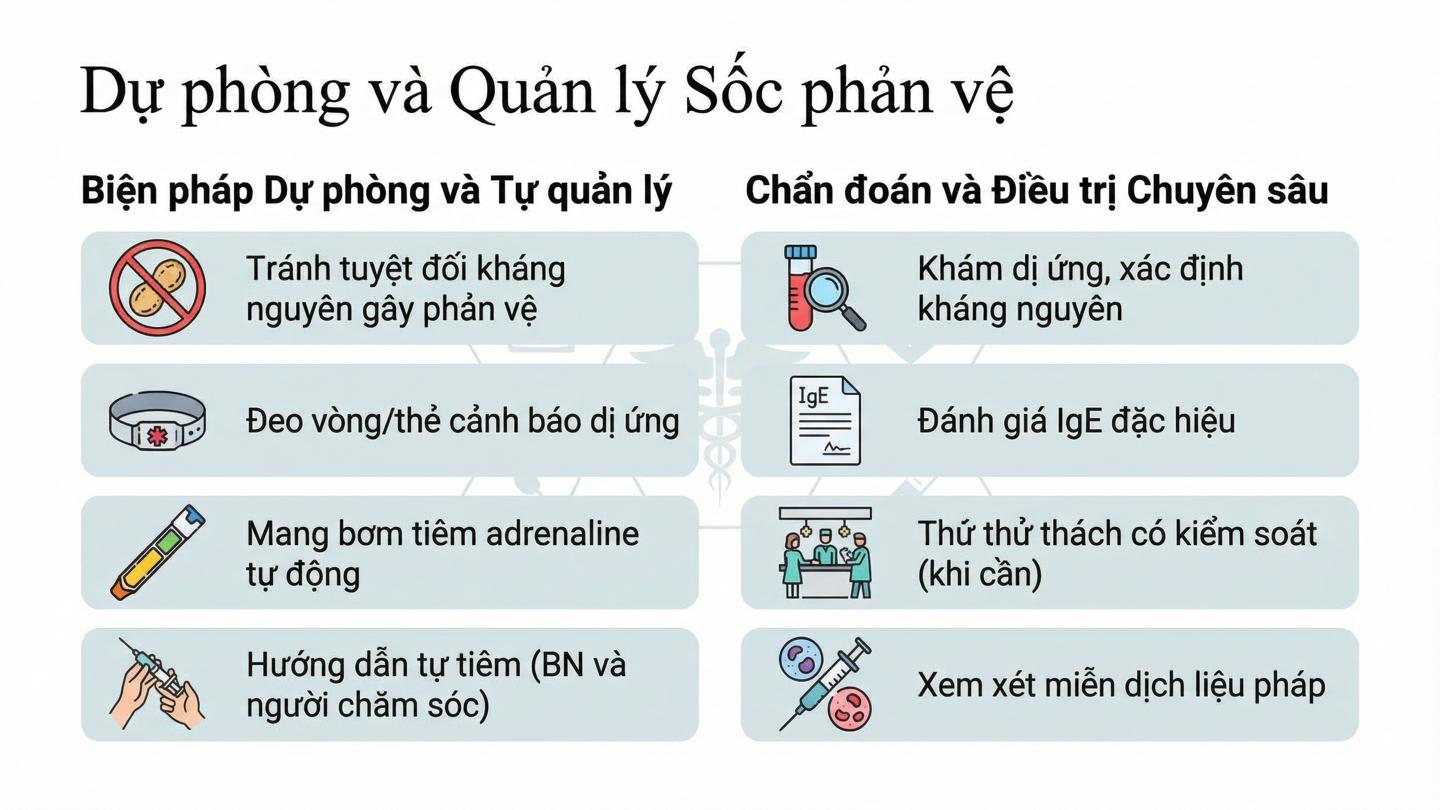 Dự phòng và Quản lý Sốc phản vệ
Biện pháp Dự phòng và Tự quản lý
Tránh tuyệt đối kháng
nguyên gây phản vệ
Đeo vòng/thẻ cảnh báo dị ứng
Mang bơm tiêm adrenaline
tự động
Hướng dẫn tự tiêm (BN và
người chăm sóc)
Chẩn đoán và Điều trị Chuyên sâu
Khám dị ứng, xác định
kháng nguyên
IgE
Đánh giá IgE đặc hiệu
Thứ thử thách có kiểm soát
(khi cần)
Xem xét miễn dịch liệu pháp